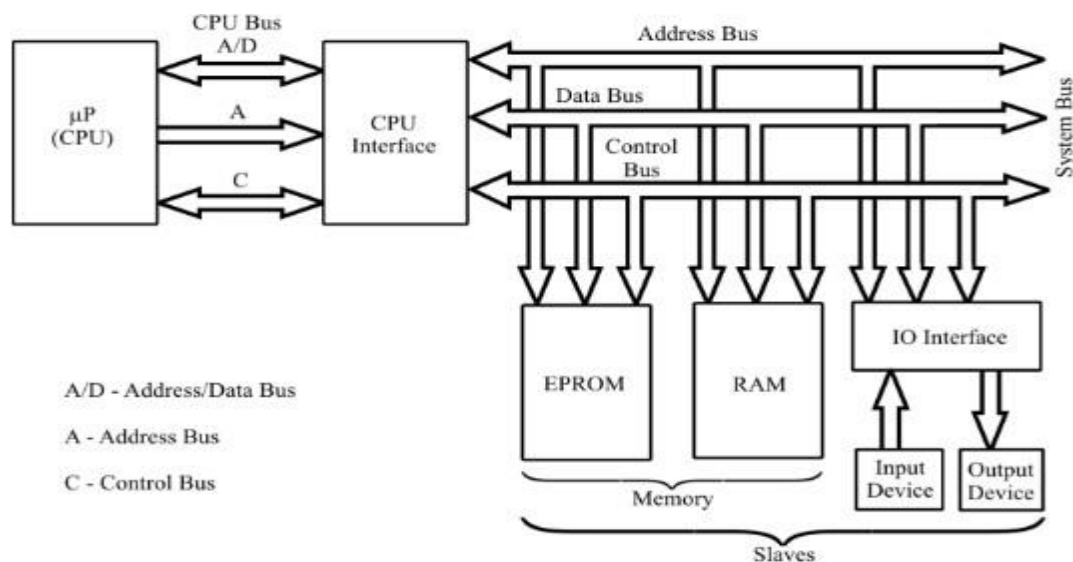 CPU Bus
A/D
Address Bus
μP
(CPU)
A
CPU
Interface
Data Bus
Control
Bus
System Bus
C
EPROM
RAM
IO Interface
A/D - Address/Data Bus
A - Address Bus
C - Control Bus
Input
Device
Output
Device
Memory
Slaves